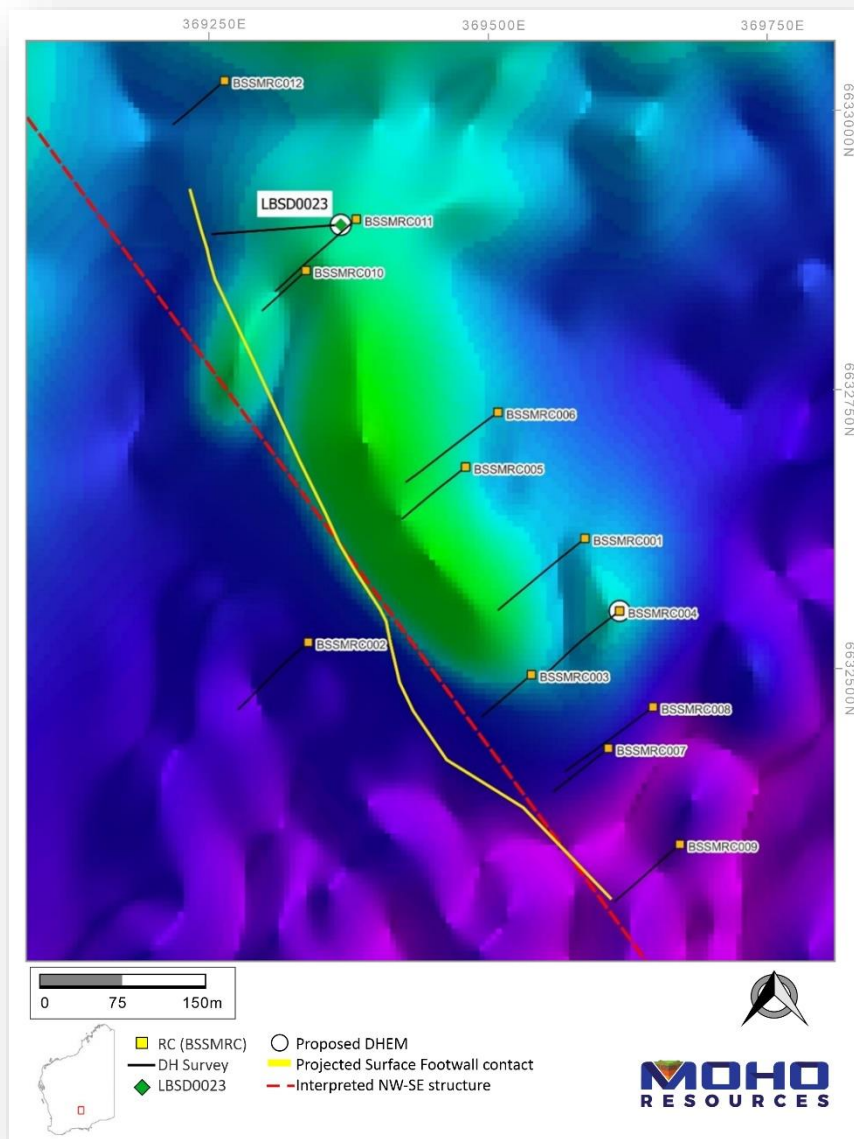 369250E
369500E
369750E
6633000N
6632750N
6632500N
BSSMRC012
LBSD0023
BSSMRC011
BSSMRC010
BSSMRC006
BSSMRC005
BSSMRC001
BSSMRC004
BSSMRC002
BSSMRC003
BSSMRC008
BSSMRC007
BSSMRC009
0 75 150m
RC (BSSMRC)
DH Survey
LBSD0023
Proposed DHEM
Projected Surface Footwall contact
Interpreted NW-SE structure
MOHO
RESOURCES